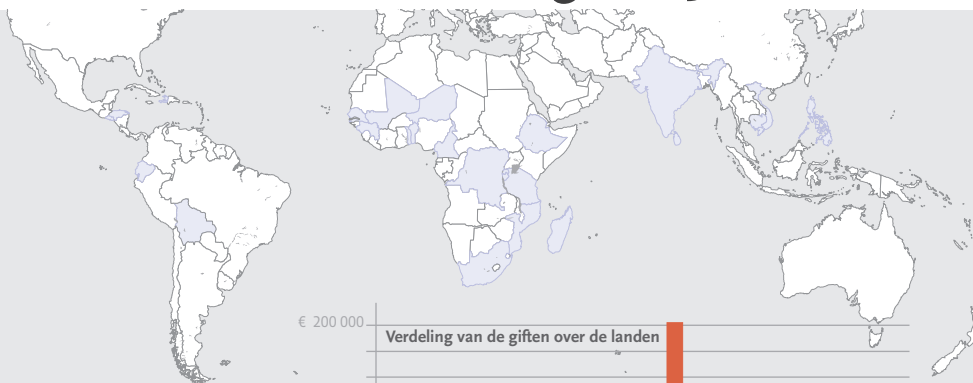 € 200 000
Verdeling van de giften over de landen